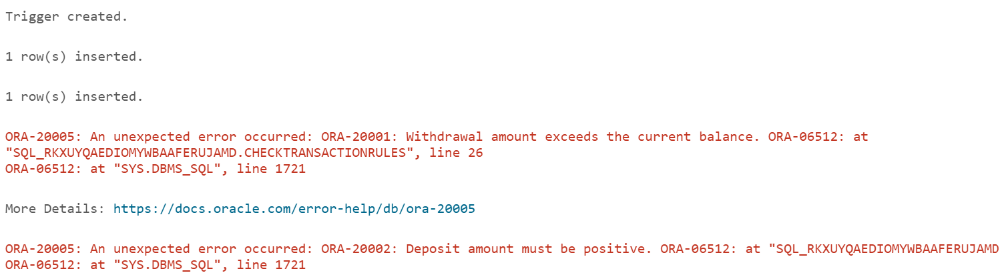 Trigger created.
1 row(s) inserted.
1 row(s) inserted.
ORA-20005: An unexpected error occurred: ORA-20001: Withdrawal amount exceeds the current balance. ORA-06512: at
"SQL_RKXUYQAEDIOMYWBAAFERUJAMD.CHECKTRANSACTIONRULES", line 26
ORA-06512: at "SYS.DBMS_SQL", line 1721
More Details: https://docs.oracle.com/error-help/db/ora-20005
ORA-20005: An unexpected error occurred: ORA-20002: Deposit amount must be positive. ORA-06512: at "SQL_RKXUYQAEDIOMYWBAAFERUJAMD
ORA-06512: at "SYS.DBMS_SQL", line 1721